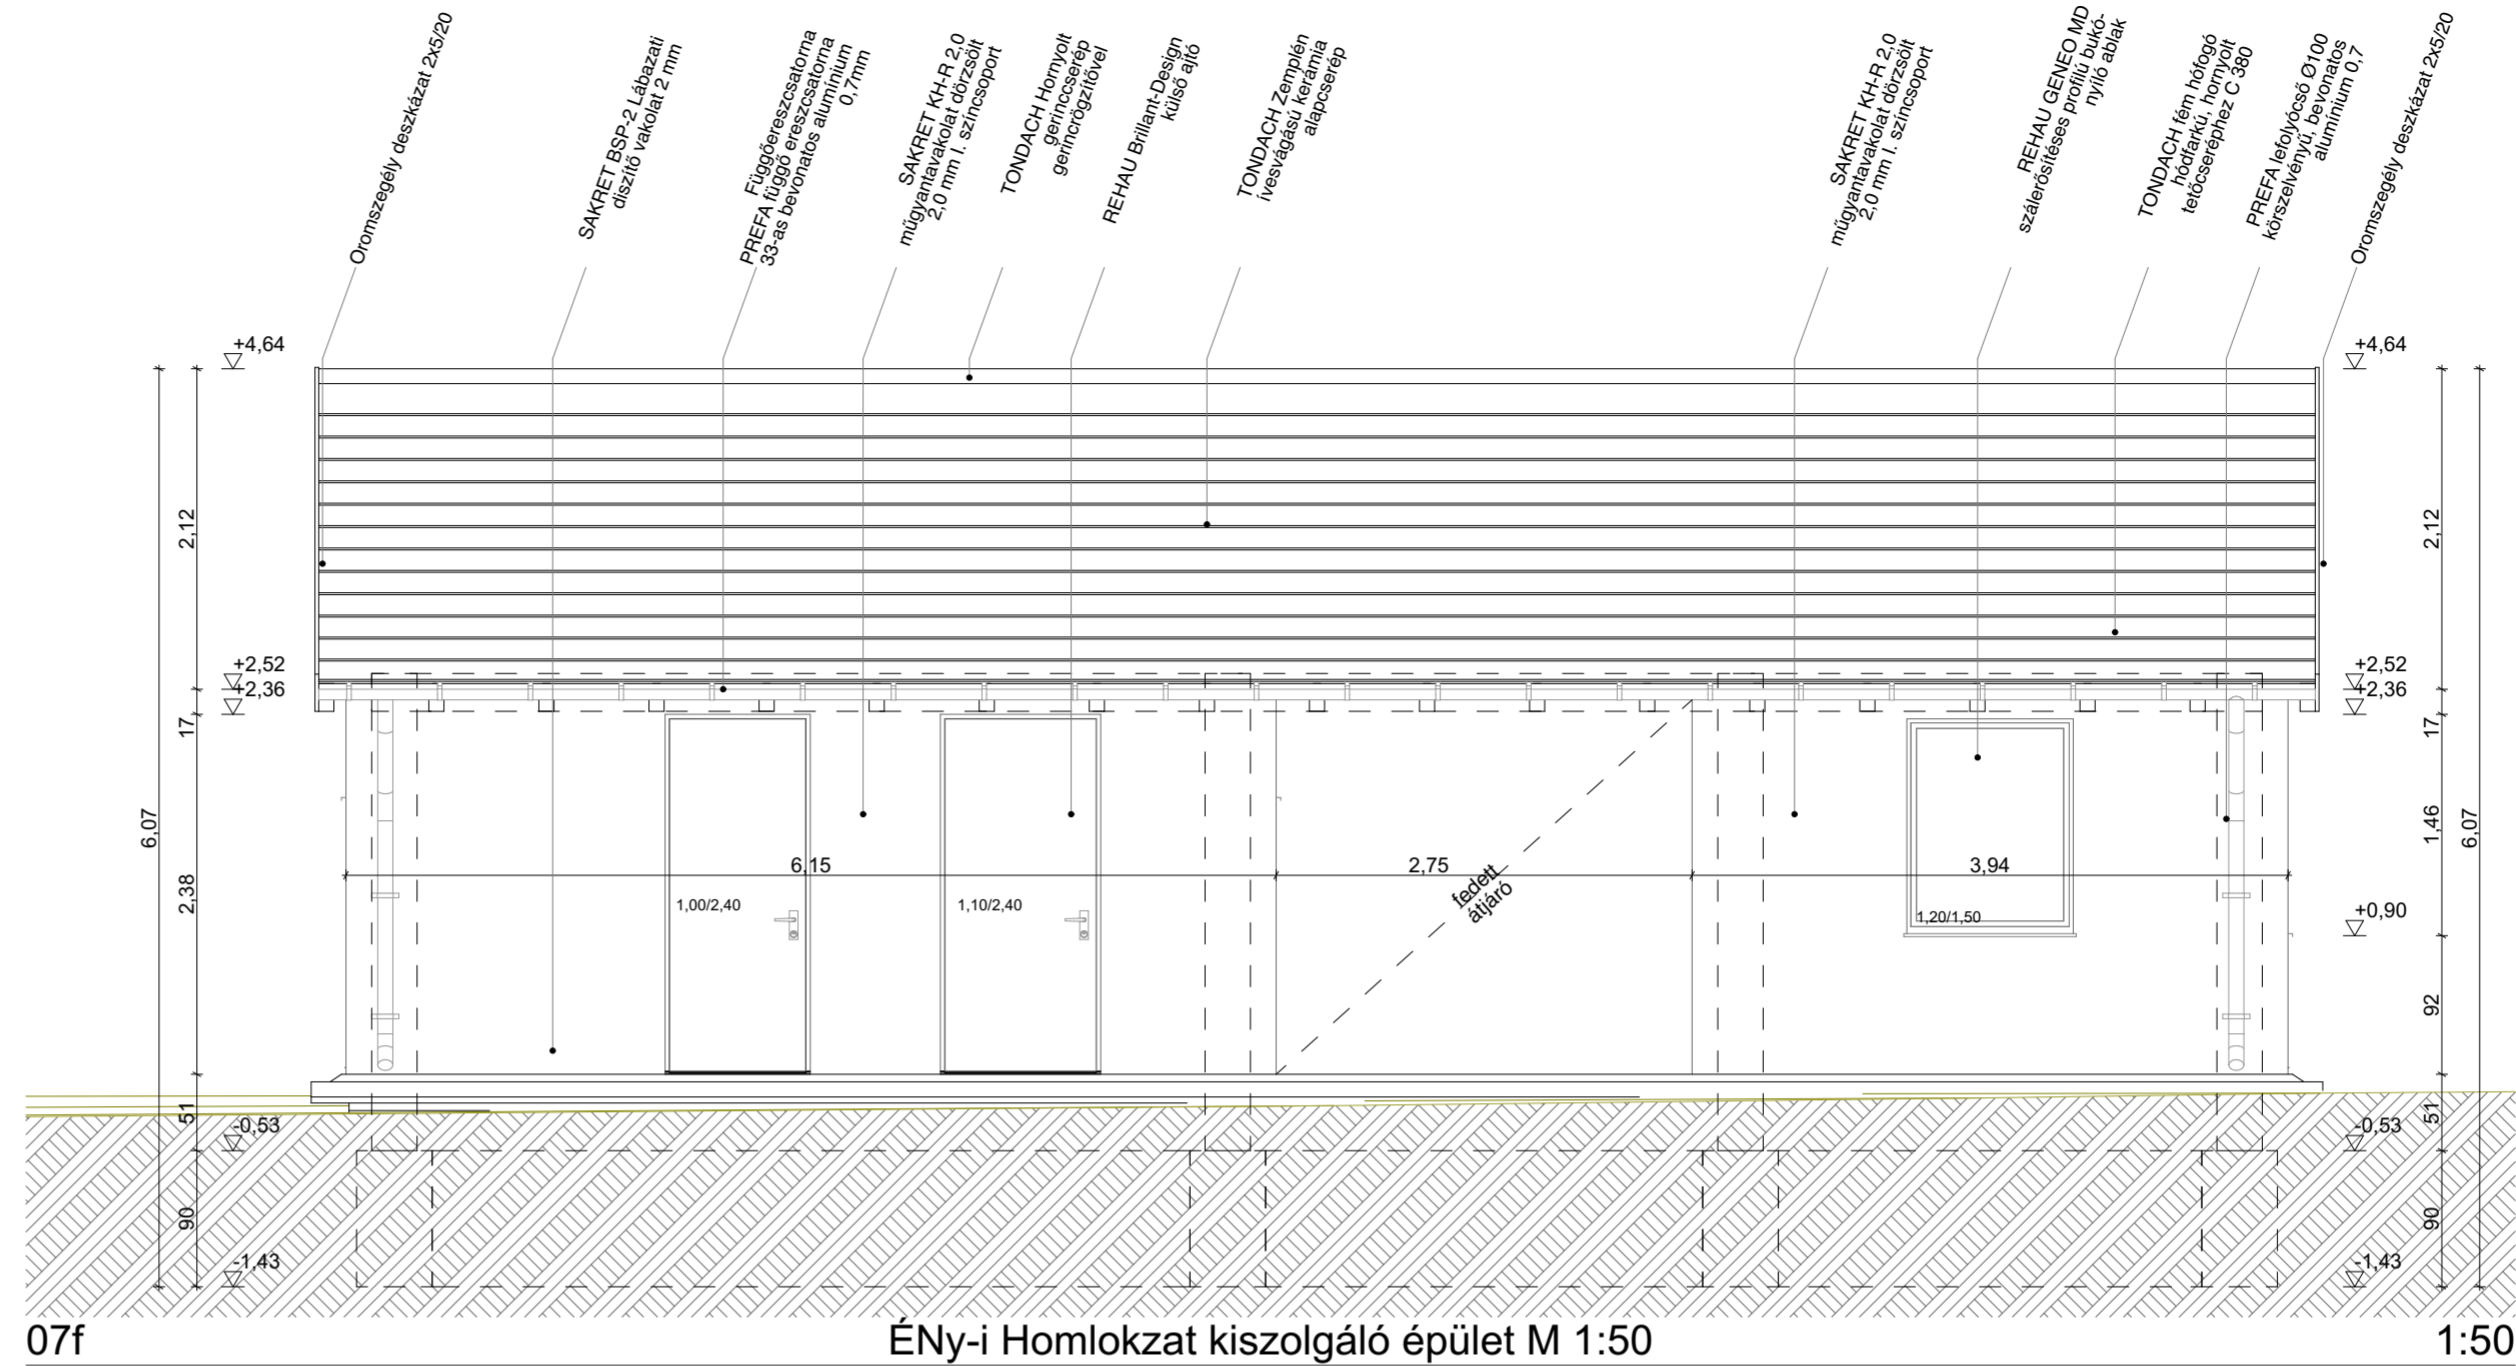 Oromszegély deszkázat 2x5/20
SAKRET BSP-2 Lábazati
díszítő vakolat 2 mm
Függőereszcsatorna
PREFA függő ereszcsatorna
33-as bevonatos alumínium
0,7mm
SAKRET KH-R 2,0
műgyantavakolat dörzsölt
2,0 mm I. színcsoport
TONDACH Hornyolt
gerinccserép
gerincrögzítővel
REHAU Brillant-Design
külső ajtó
TONDACH Zemplén
ívesvágású kerámia
alapcserép
SAKRET KH-R 2,0
műgyantavakolat dörzsölt
2,0 mm I. színcsoport
REHAU GENEO MD
szálerősítéses profilú bukó-
nyíló ablak
TONDACH fém hófogó
hódfarkú, hornyolt
tetőcseréphez C 380
PREFA lefolyócső Ø100
körszelvényű, bevonatos
alumínium 0,7
Oromszegély deszkázat 2x5/20
+4,64
+4,64
2,12
2,12
+2,52
+2,52
+2,36
+2,36
17
17
6,07
1,46
6,07
2,38
6,15
2,75
3,94
fedett
átjáró
1,00/2,40
1,10/2,40
1,20/1,50
+0,90
92
51
51
-0,53
-0,53
90
90
-1,43
-1,43
07f
ÉNy-i Homlokzat kiszolgáló épület M 1:50
1:50